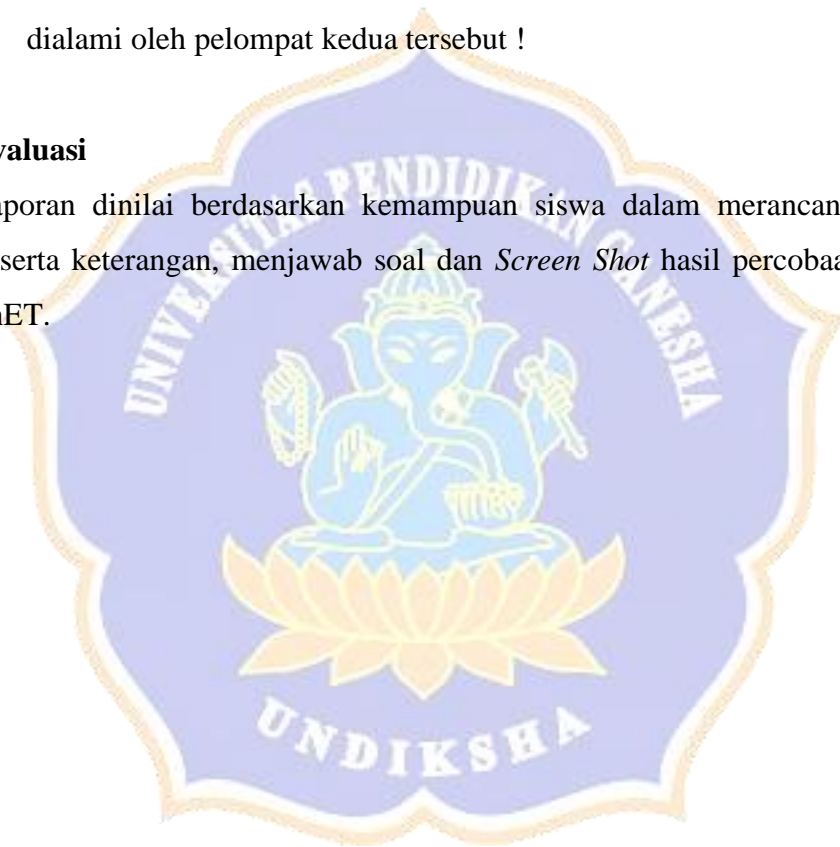 dialami oleh pelompat kedua tersebut !
valuasi
aporan dinilai berdasarkan kemampuan siswa dalam merancan
serta keterangan, menjawab soal dan Screen Shot hasil percobaa
ET.
UNIVERSITAS PENDIDIKAN GANESHA
UNDIKSHA